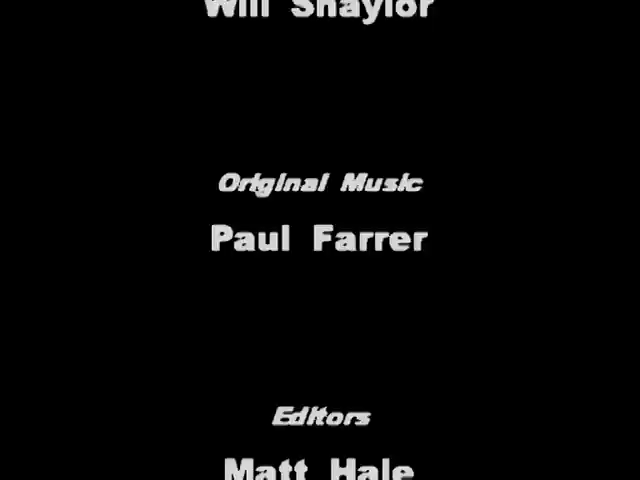 Will Shaylor
Original Music
Paul Farrer
Editors
Matt Hale